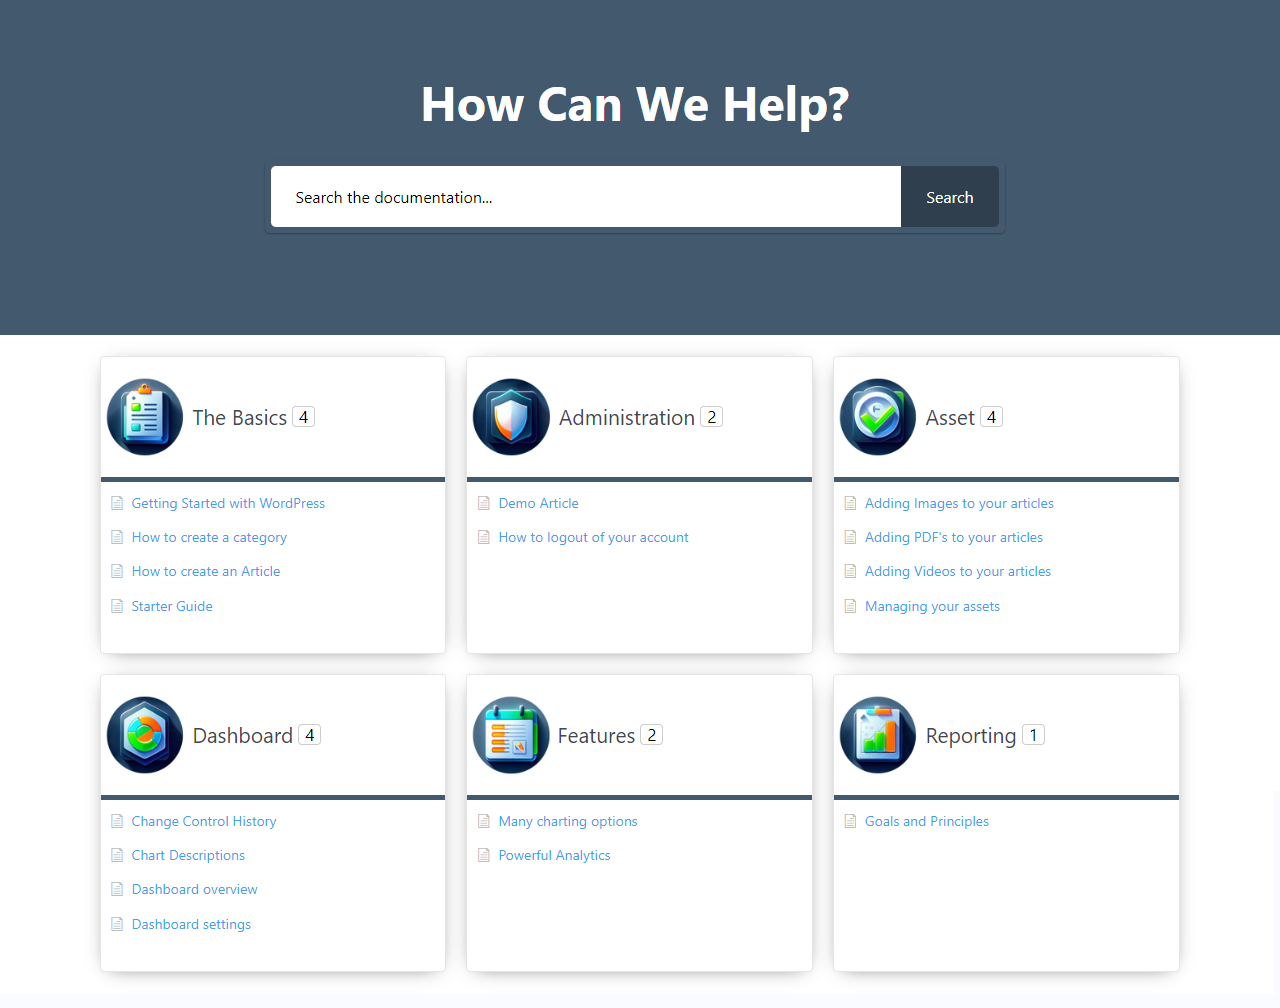 How Can We Help?
Search the documentation...
Search
The Basics 4
Getting Started with WordPress
How to create a category
How to create an Article
Starter Guide
Administration 2
Demo Article
How to logout of your account
Asset 4
Adding Images to your articles
Adding PDF's to your articles
Adding Videos to your articles
Managing your assets
Dashboard 4
Change Control History
Chart Descriptions
Dashboard overview
Dashboard settings
Features 2
Many charting options
Powerful Analytics
Reporting 1
Goals and Principles